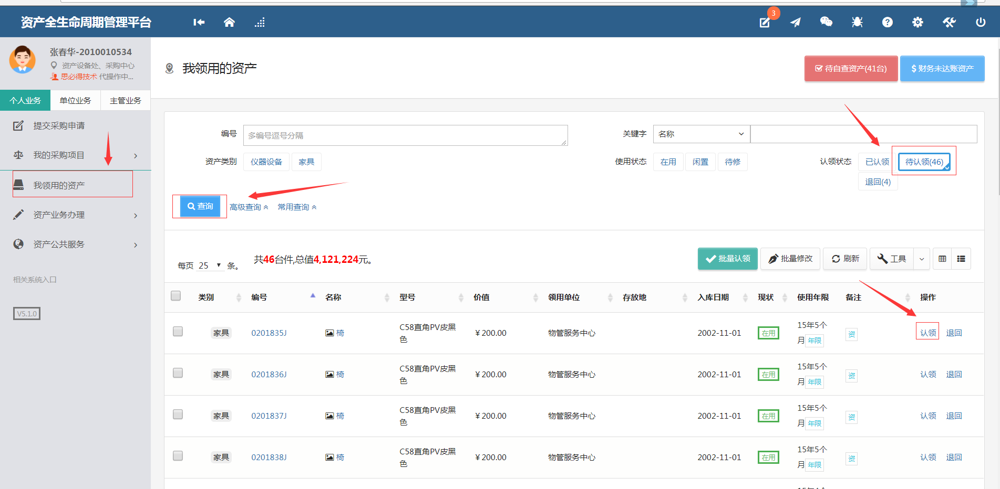 资产全生命周期管理平台
3
张春华-2010010534
资产设备处、采购中心
思必得技术 代操作中...
个人业务 单位业务 主管业务
提交采购申请
我的采购项目
我领用的资产
资产业务办理
资产公共服务
相关系统入口
V5.1.0
我领用的资产
待自查资产(41台) $财务未达账资产
编号 多编号逗号分隔 关键字 名称
资产类别 仪器设备 家具 使用状态 在用 闲置 待修 认领状态 已认领 待认领(46)
退回(4)
查询 高级查询 常用查询
每页 25 条。 共46台件,总值4,121,224元。 批量认领 批量修改 刷新 工具
类别 编号 名称 型号 价值 领用单位 存放地 入库日期 现状 使用年限 备注 操作
家具 0201835J 椅 C58直角PV皮黑色 ￥200.00 物管服务中心 2002-11-01 在用 15年5个月 年限 资 认领 退回
家具 0201836J 椅 C58直角PV皮黑色 ￥200.00 物管服务中心 2002-11-01 在用 15年5个月 年限 资 认领 退回
家具 0201837J 椅 C58直角PV皮黑色 ￥200.00 物管服务中心 2002-11-01 在用 15年5个月 年限 资 认领 退回
家具 0201838J 椅 C58直角PV皮黑色 ￥200.00 物管服务中心 2002-11-01 在用 15年5个月 年限 资 认领 退回